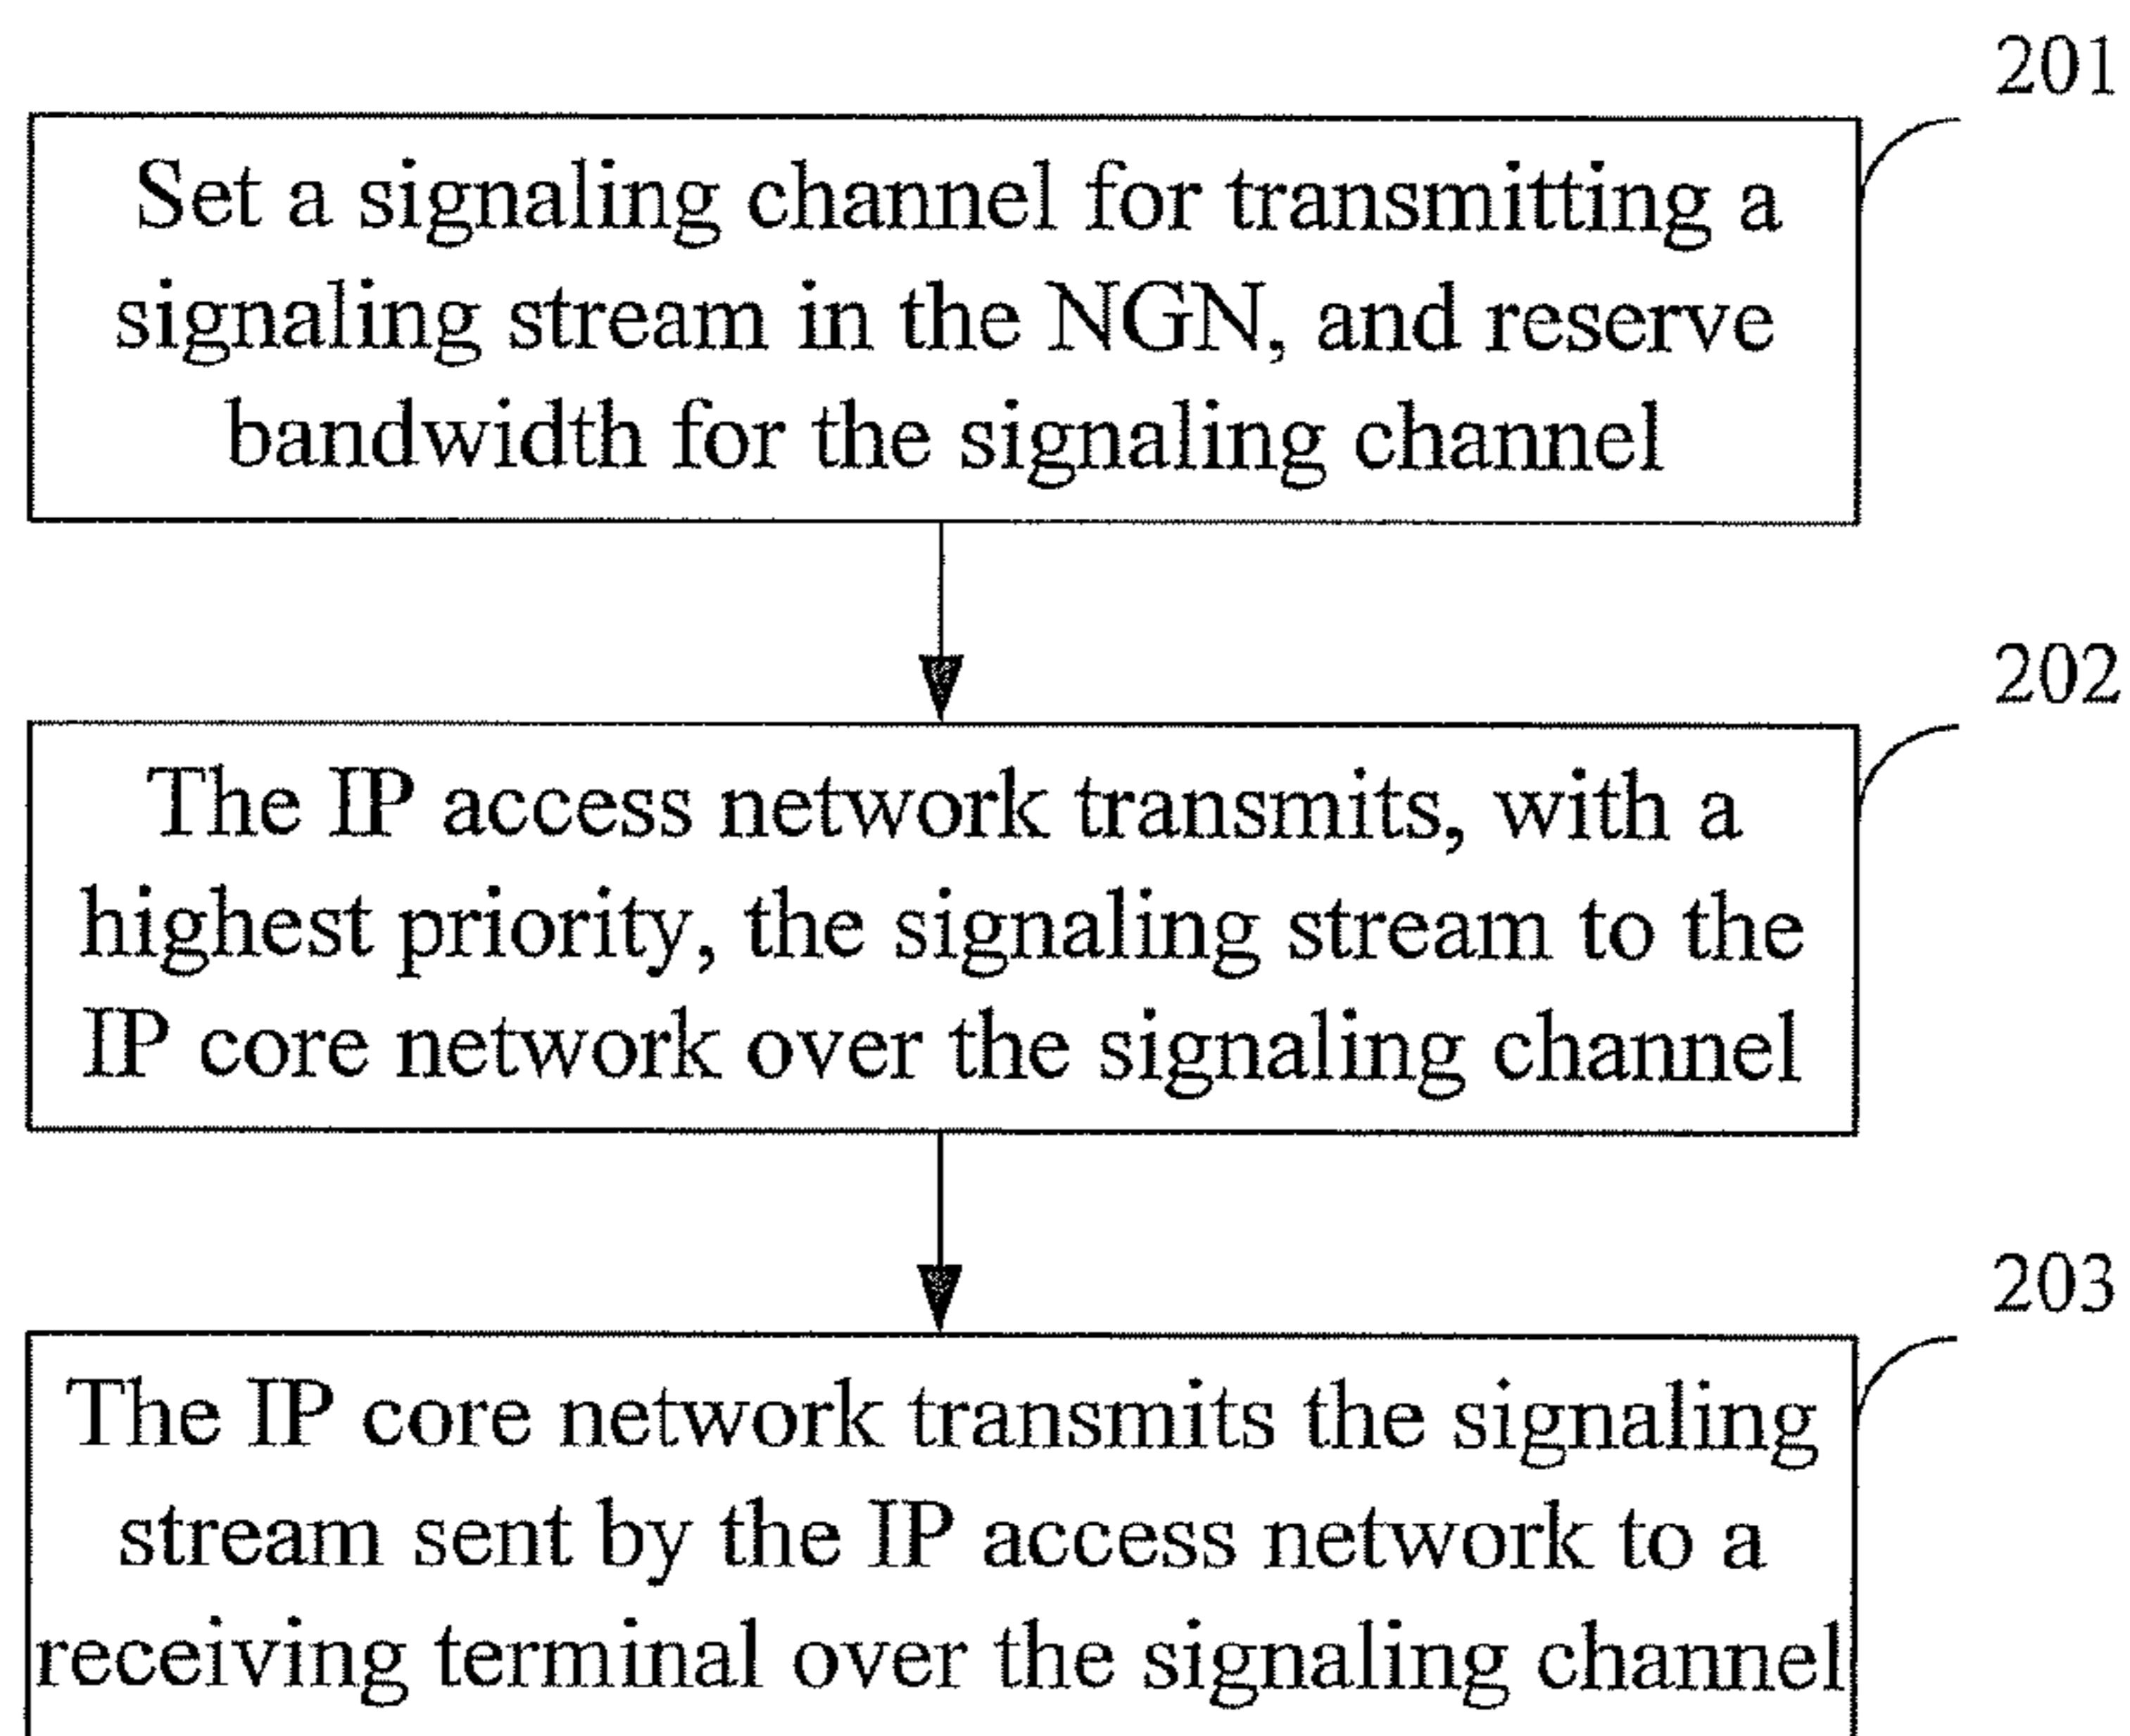 201
Set a signaling channel for transmitting a
signaling stream in the NGN, and reserve
bandwidth for the signaling channel
202
The IP access network transmits, with a
highest priority, the signaling stream to the
IP core network over the signaling channel
203
The IP core network transmits the signaling
stream sent by the IP access network to a
receiving terminal over the signaling channel